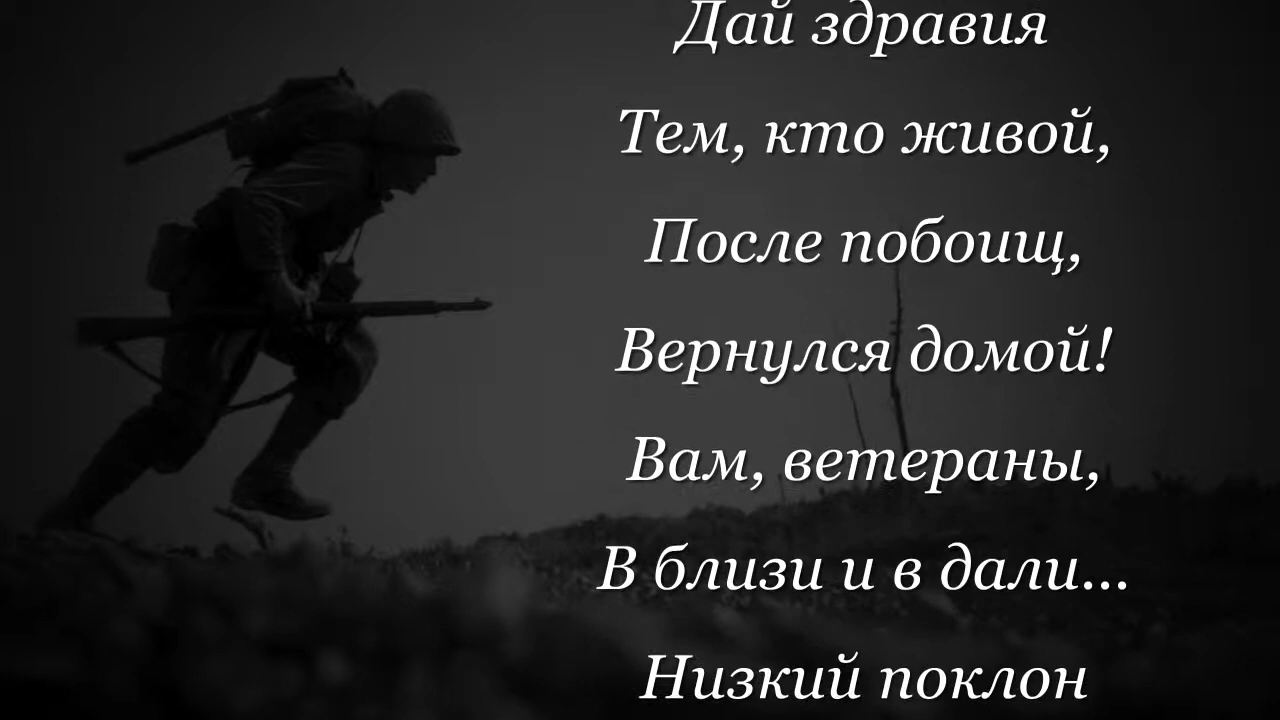 Дай здравия
Тем, кто живой,
После побоищ,
Вернулся домой!
Вам, ветераны,
В близи и в дали...
Низкий поклон